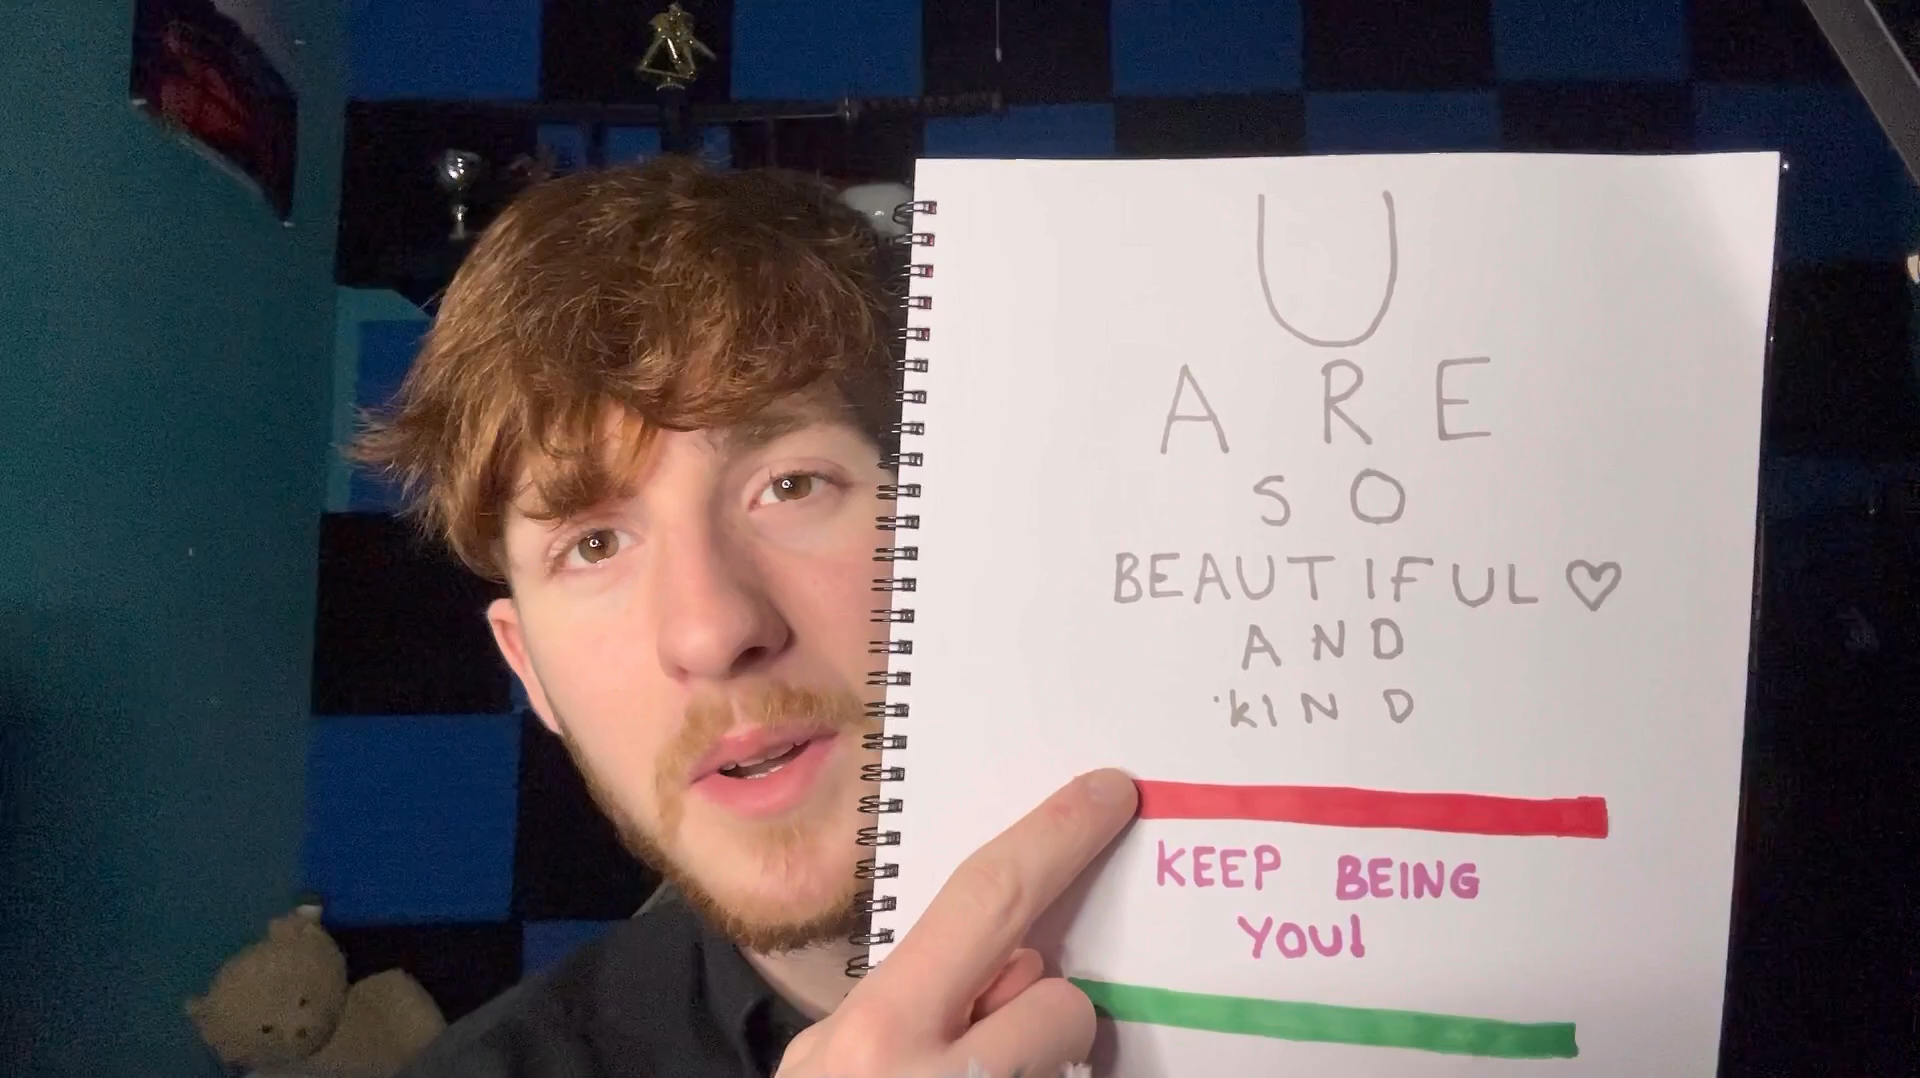 U
ARE
SO
BEAUTIFUL ♡
AND
KIND
KEEP BEING
YOU!